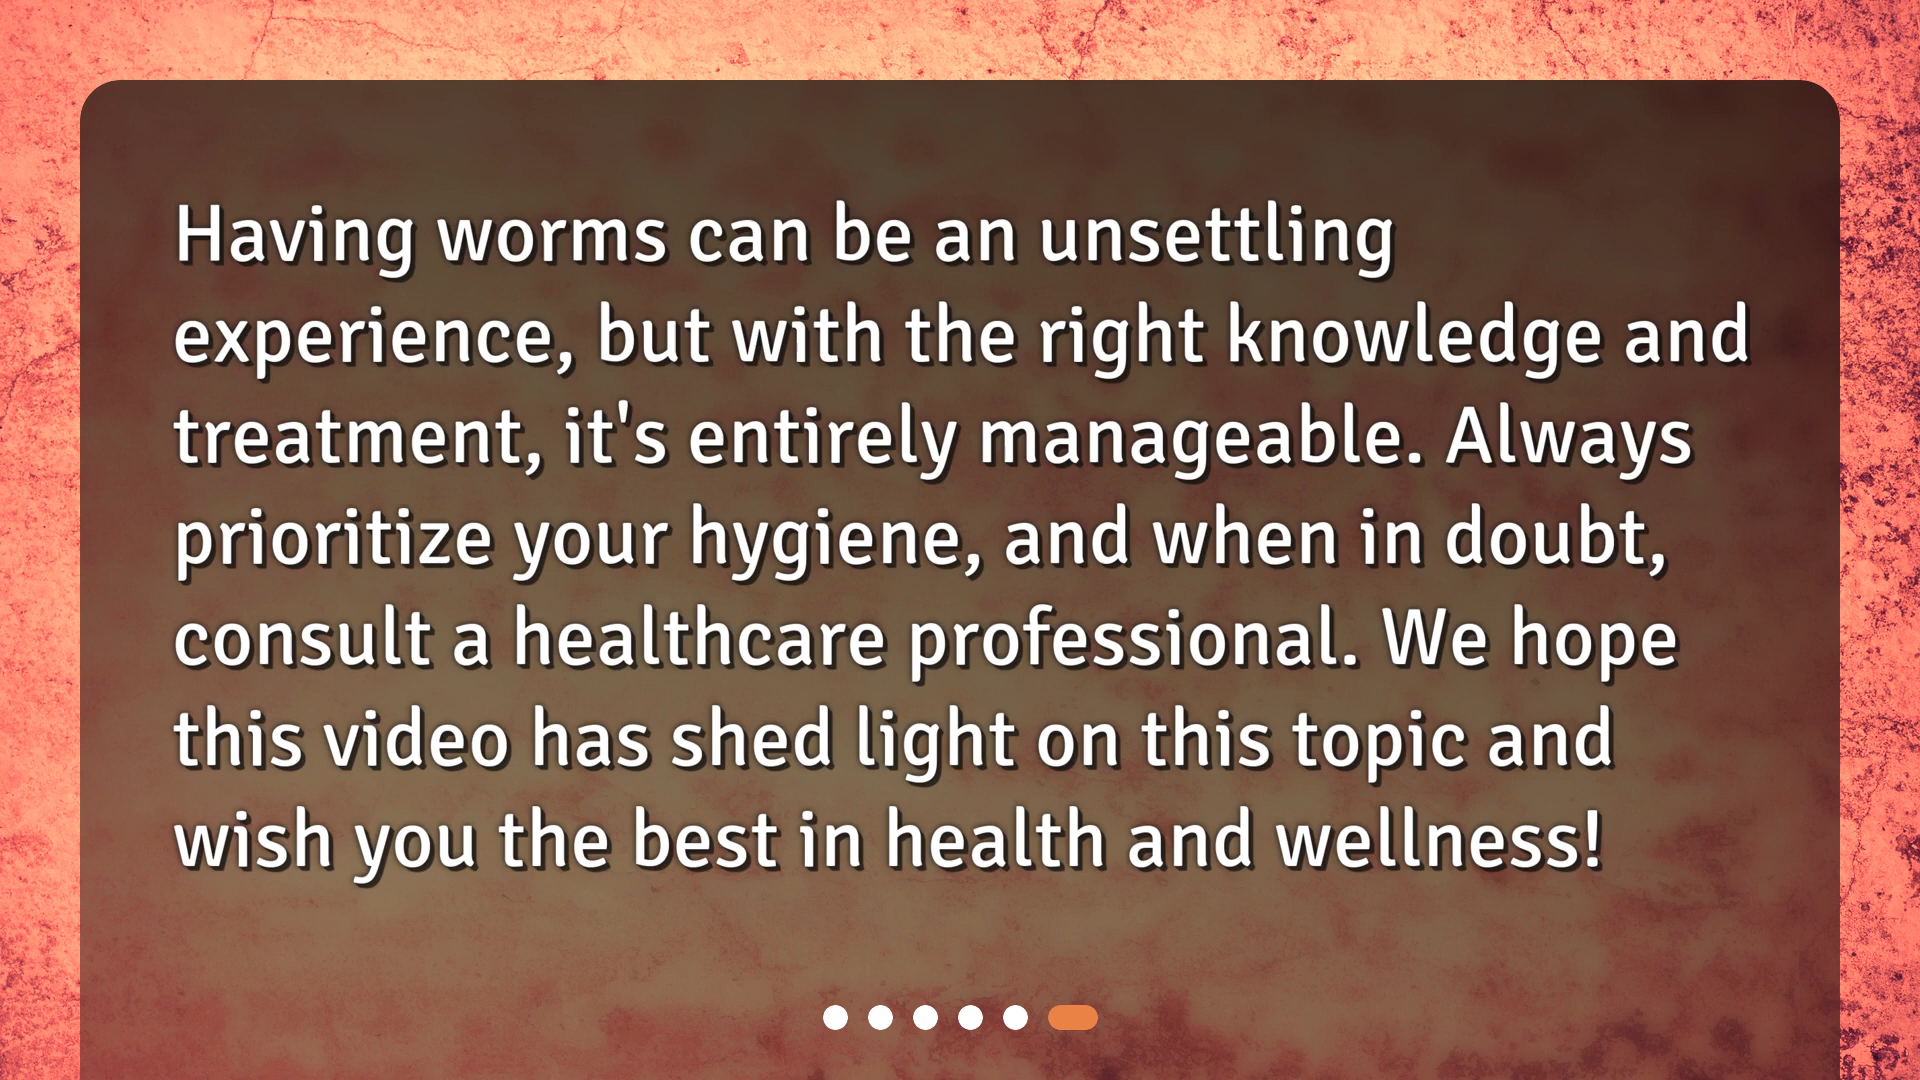 Having worms can be an unsettling
experience, but with the right knowledge and
treatment, it's entirely manageable. Always
prioritize your hygiene, and when in doubt,
consult a healthcare professional. We hope
this video has shed light on this topic and
wish you the best in health and wellness!